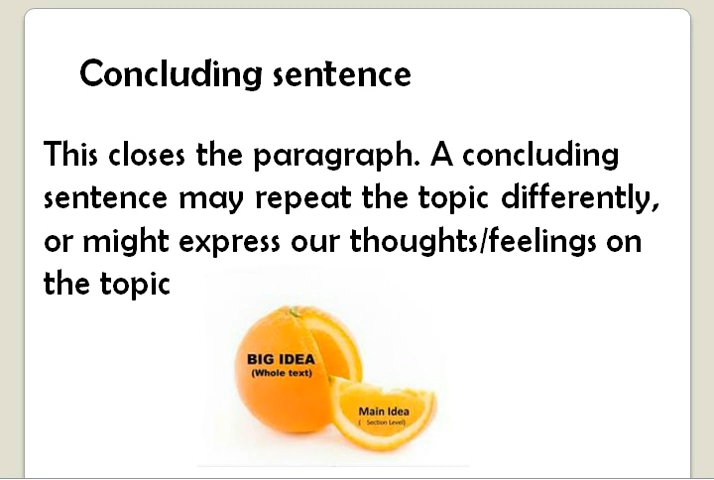 Concluding sentence
This closes the paragraph. A concluding
sentence may repeat the topic differently,
or might express our thoughts/feelings on
the topic
BIG IDEA
(Whole text)
Main Idea
( Section Level)